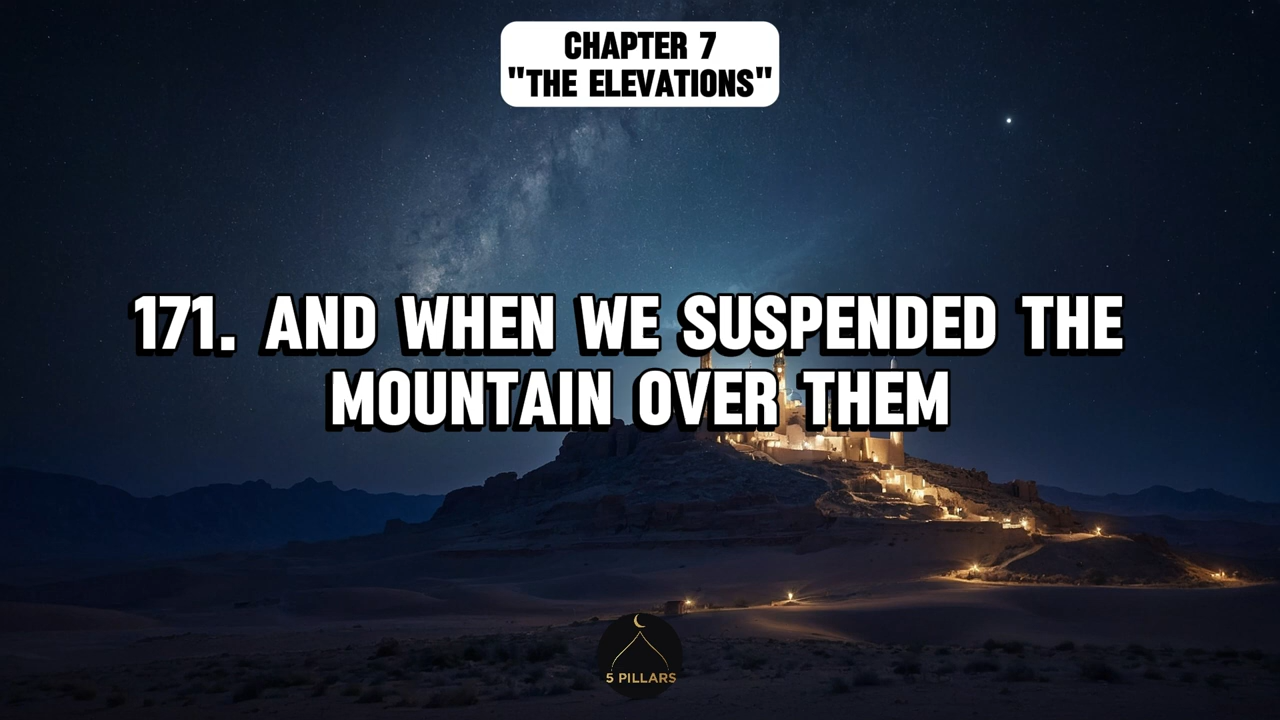 CHAPTER 7
"THE ELEVATIONS"
171. AND WHEN WE SUSPENDED THE
MOUNTAIN OVER THEM
5 PILLARS